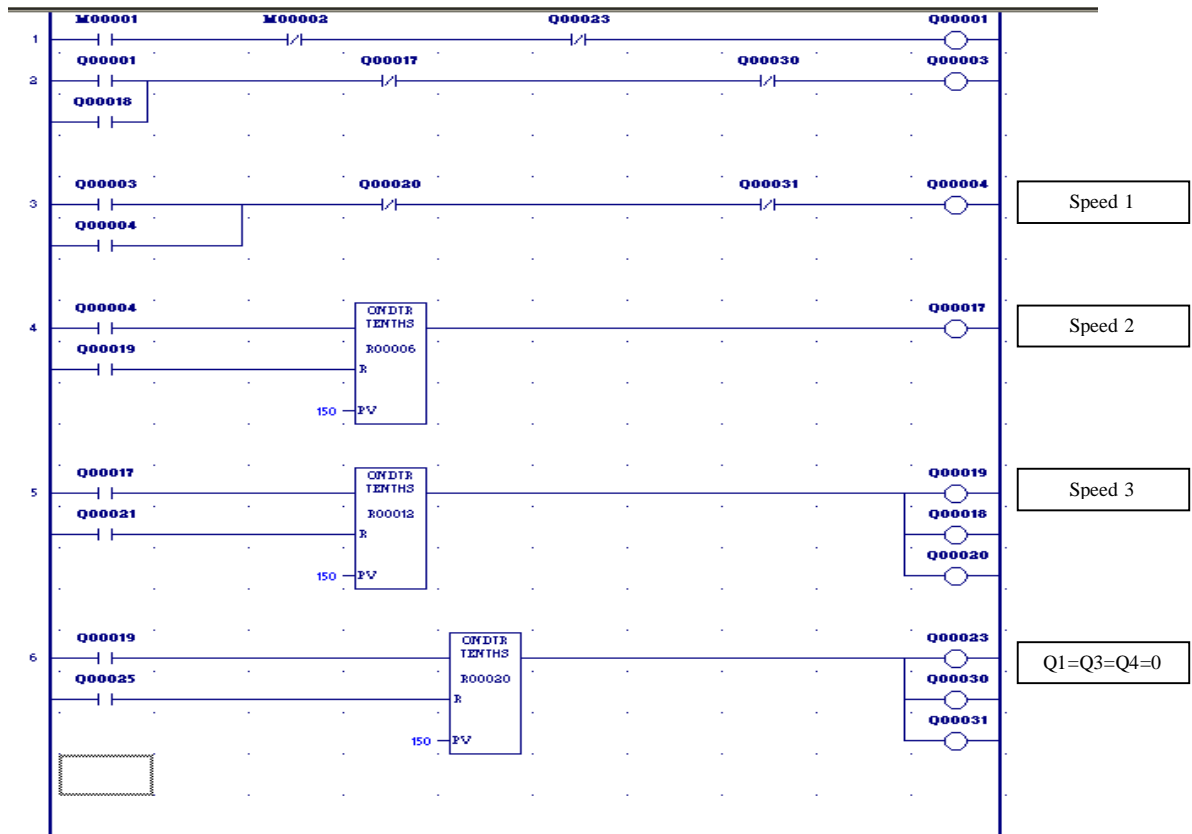 M00001 M00002 Q00023 Q00001
1
Q00001 Q00017 Q00030 Q00003
2
Q00018
Q00003 Q00020 Q00031 Q00004
3 Speed 1
Q00004
Q00004 ONDTR Q00017
4 TENTHS Speed 2
Q00019 R00006
R
150 PV
Q00017 ONDTR Q00019
5 TENTHS Speed 3
Q00021 R00012 Q00018
R
Q00020
150 PV
Q00019 ONDTR Q00023
6 TENTHS Q1=Q3=Q4=0
Q00025 R00020 Q00030
R
Q00031
150 PV